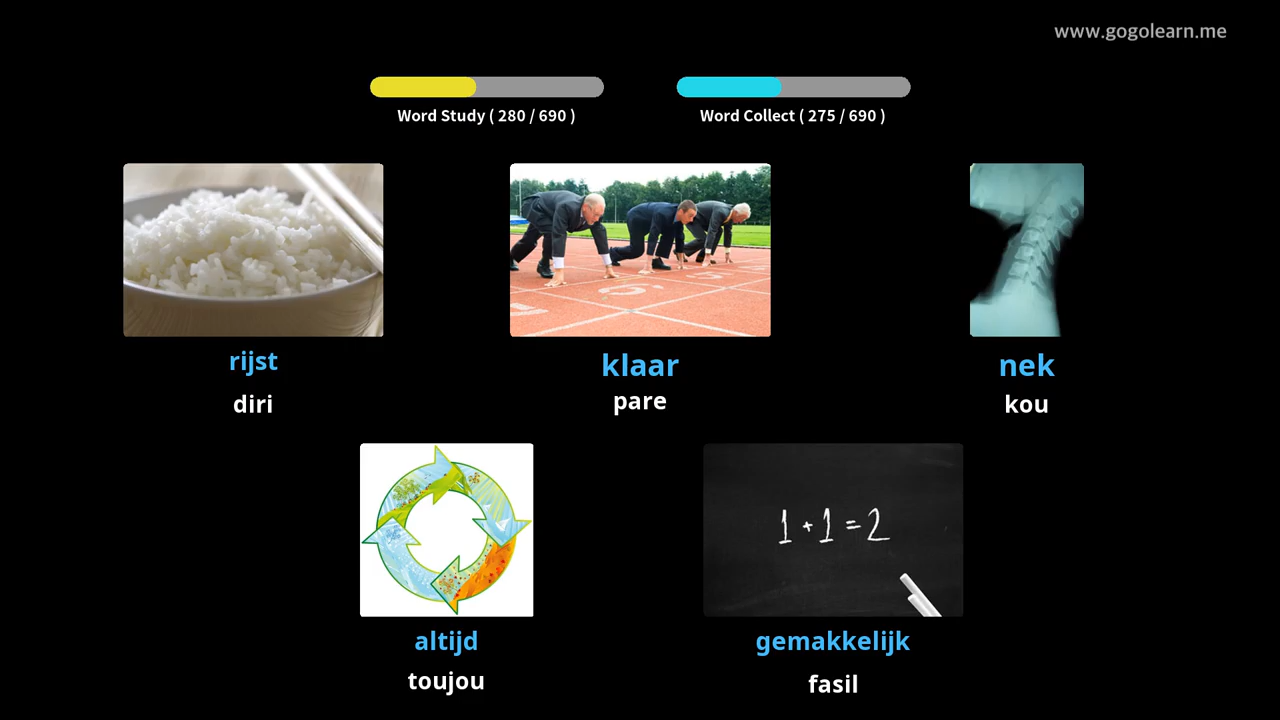 www.gogolearn.me
Word Study ( 280 / 690 )
Word Collect ( 275 / 690 )
rijst
diri
klaar
pare
nek
kou
1 + 1 = 2
altijd
toujou
gemakkelijk
fasil